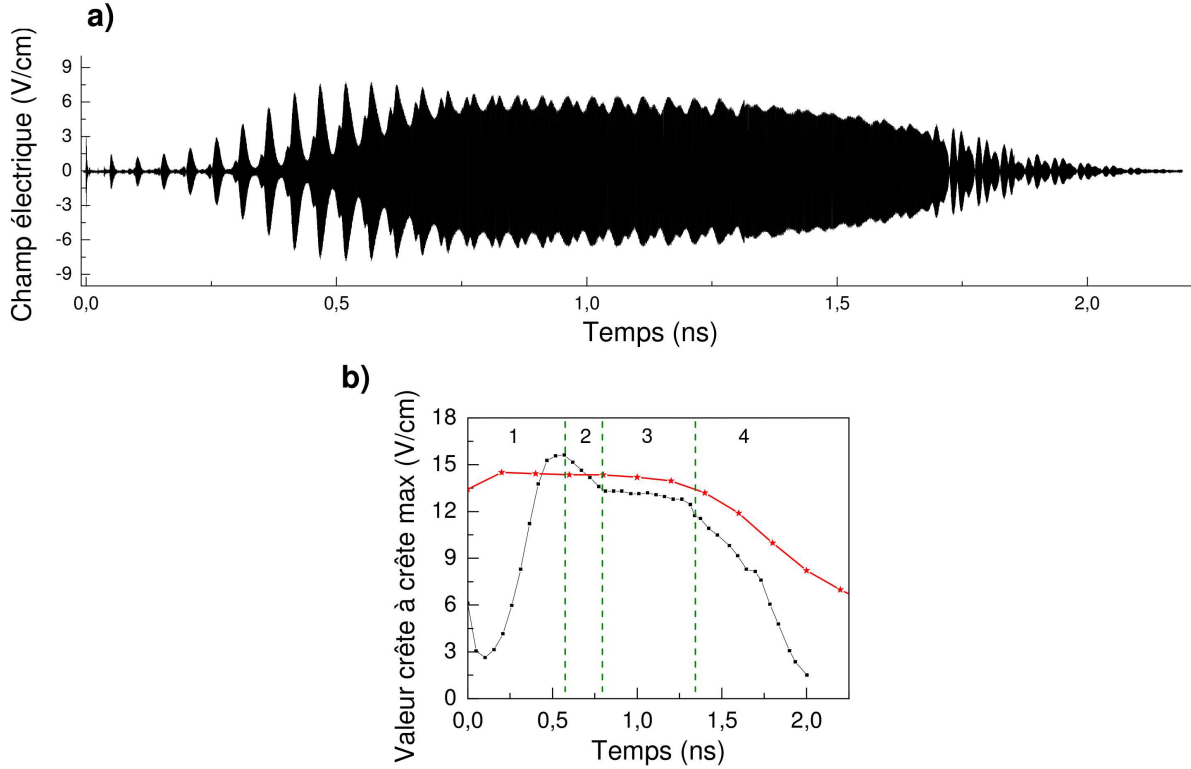 a)
Champ électrique (V/cm)
9
6
3
0
-3
-6
-9
0,0 0,5 1,0 1,5 2,0
Temps (ns)
b)
Valeur crête à crête max (V/cm)
18
15
12
9
6
3
0
1 2 3 4
0,0 0,5 1,0 1,5 2,0
Temps (ns)